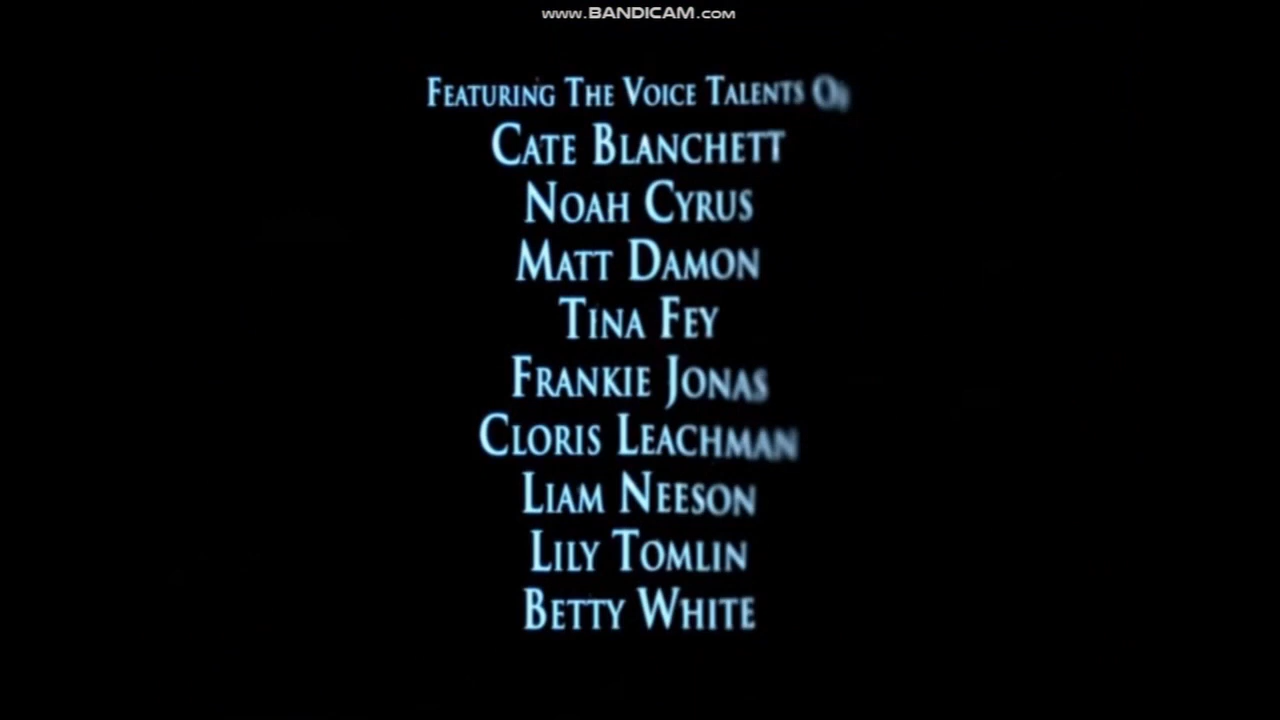 www.BANDICAM.com
Featuring The Voice Talents Of
Cate Blanchett
Noah Cyrus
Matt Damon
Tina Fey
Frankie Jonas
Cloris Leachman
Liam Neeson
Lily Tomlin
Betty White